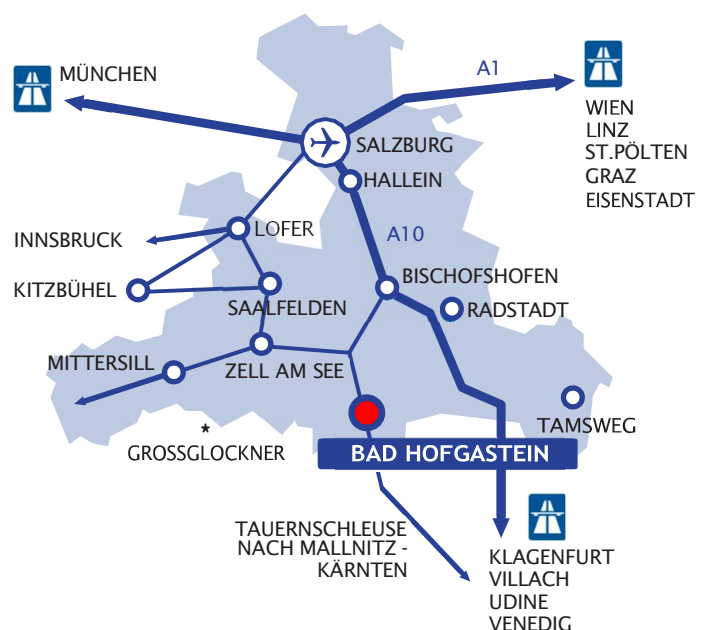 MÜNCHEN
A1
WIEN
LINZ
ST.PÖLTEN
GRAZ
EISENSTADT
SALZBURG
HALLEIN
LOFER
A10
INNSBRUCK
BISCHOFSHOFEN
KITZBÜHEL
SAALFELDEN
RADSTADT
MITTERSILL
ZELL AM SEE
TAMSWEG
GROSSGLOCKNER
BAD HOFGASTEIN
TAUERNSCHLEUSE
NACH MALLNITZ -
KÄRNTEN
KLAGENFURT
VILLACH
UDINE
VENEDIG